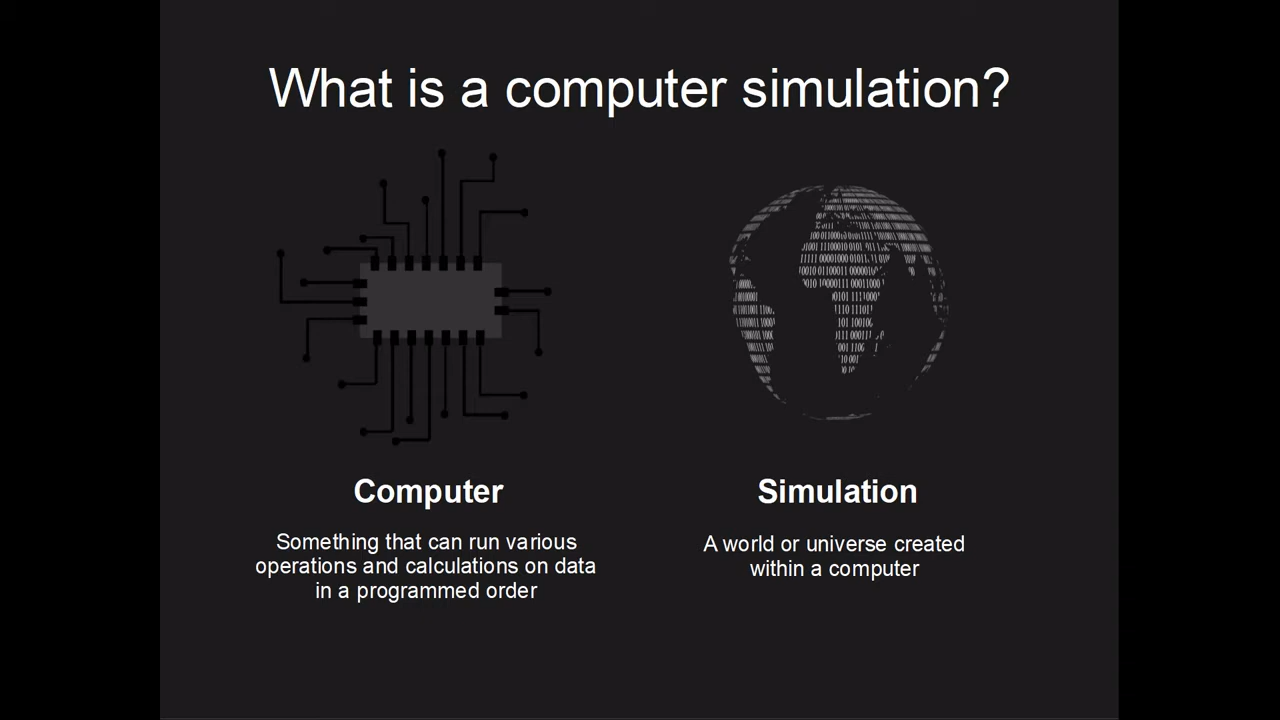 What is a computer simulation?
Computer
Something that can run various
operations and calculations on data
in a programmed order
Simulation
A world or universe created
within a computer